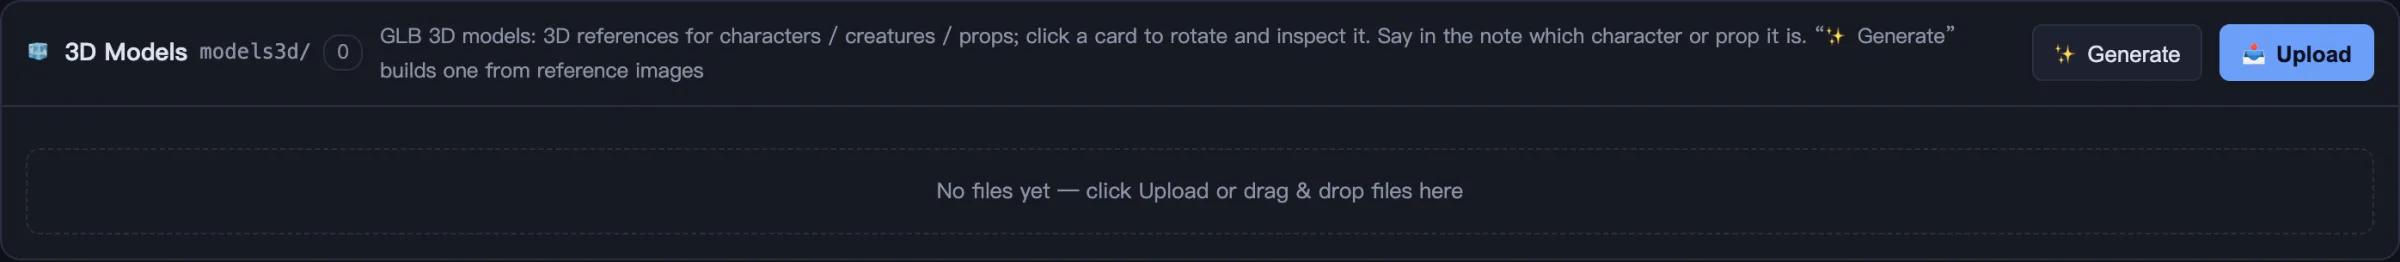 3D Models models3d/ 0
GLB 3D models: 3D references for characters / creatures / props; click a card to rotate and inspect it. Say in the note which character or prop it is. “✨ Generate”
builds one from reference images
✨ Generate
Upload
No files yet — click Upload or drag & drop files here